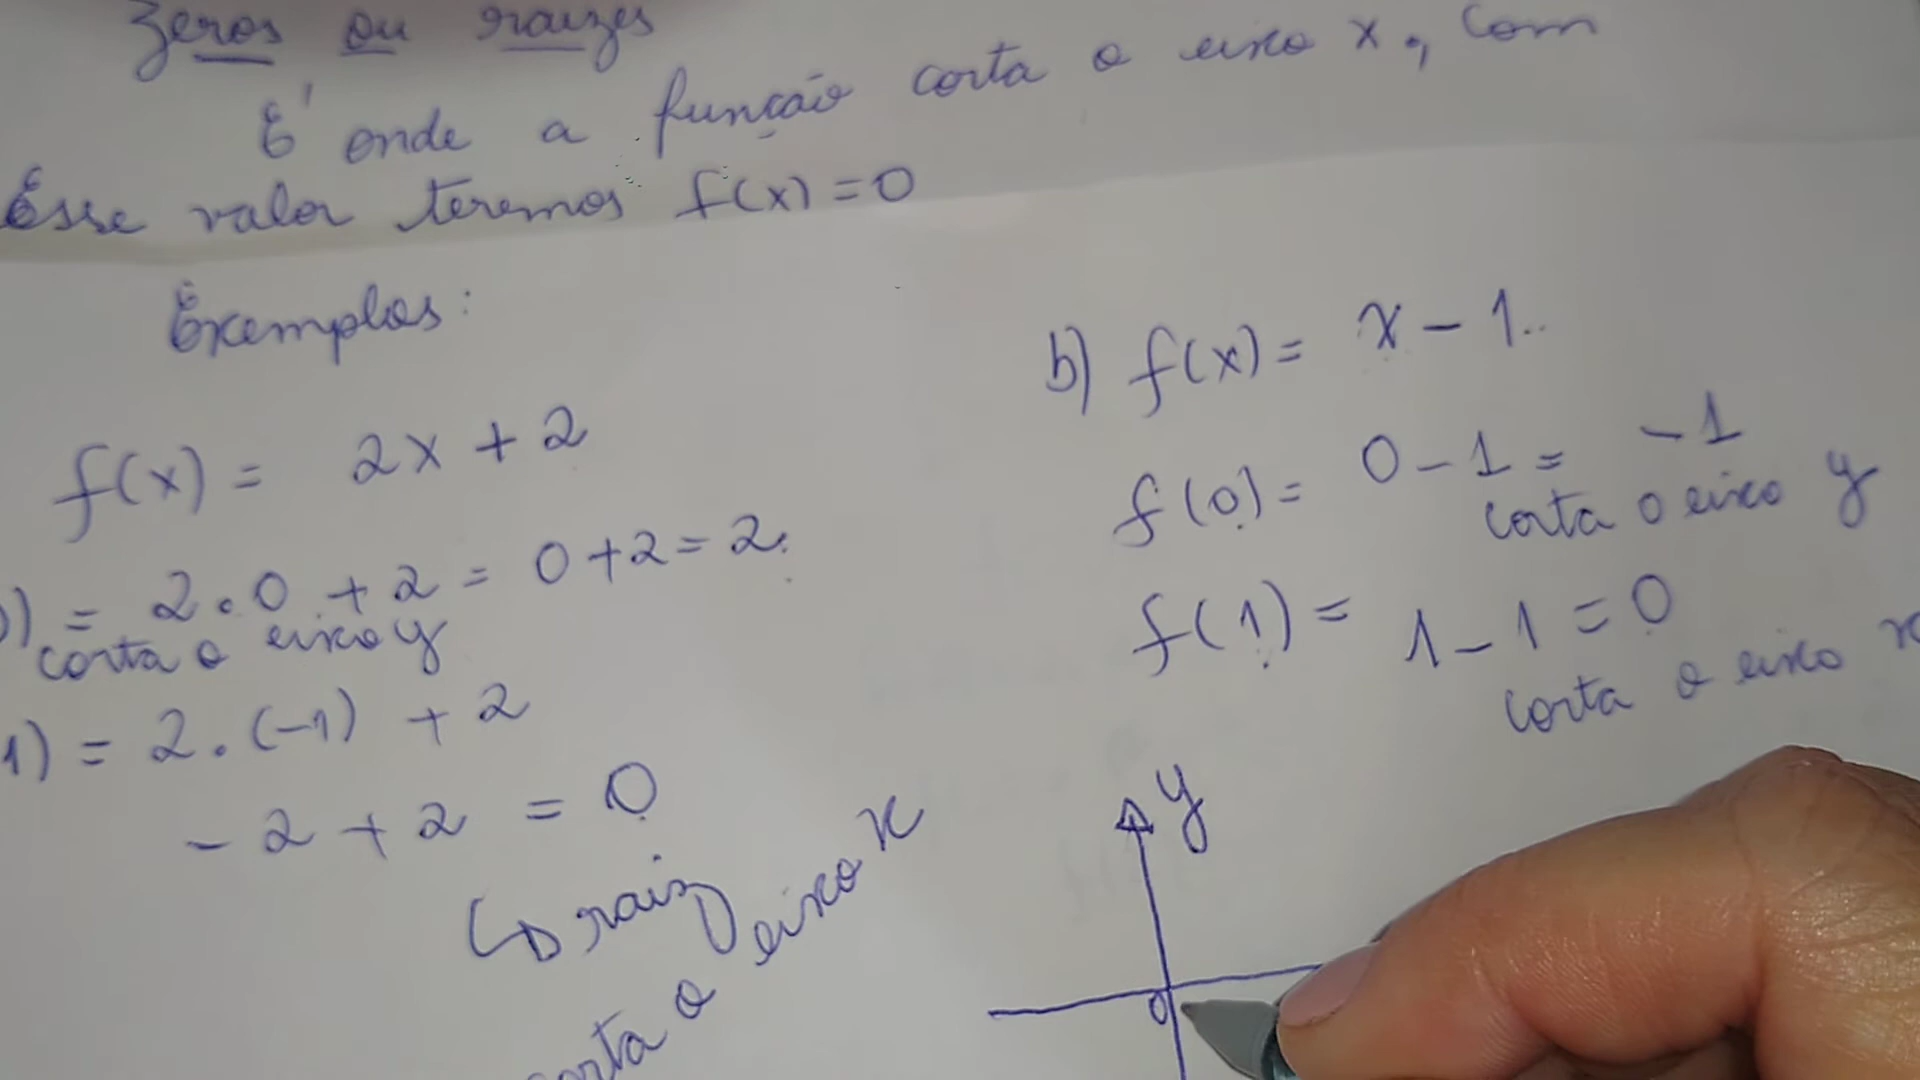 Zeros ou raizes
É onde a função corta o eixo x, com
Esse valor teremos f(x) = 0
Exemplos:
f(x) = 2x + 2
) = 2 . 0 + 2 = 0 + 2 = 2.
corta o eixo y
1) = 2 . (-1) + 2
- 2 + 2 = 0
raiz
corta o eixo x
b) f(x) = x - 1
f(0) = 0 - 1 = - 1
corta o eixo y
f(1) = 1 - 1 = 0
corta o eixo x
y
0